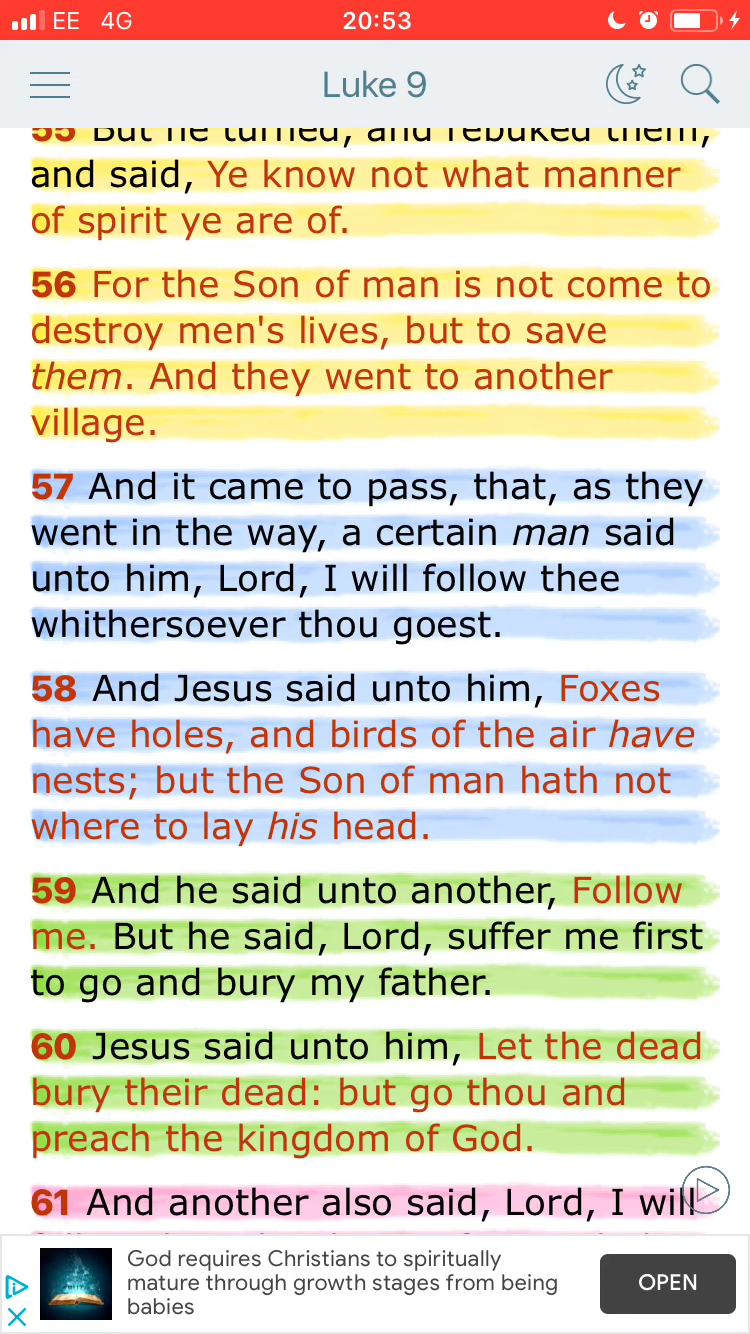 EE 4G 20:53
Luke 9
55 But he turned, and rebuked them,
and said, Ye know not what manner
of spirit ye are of.
56 For the Son of man is not come to
destroy men's lives, but to save
them. And they went to another
village.
57 And it came to pass, that, as they
went in the way, a certain man said
unto him, Lord, I will follow thee
whithersoever thou goest.
58 And Jesus said unto him, Foxes
have holes, and birds of the air have
nests; but the Son of man hath not
where to lay his head.
59 And he said unto another, Follow
me. But he said, Lord, suffer me first
to go and bury my father.
60 Jesus said unto him, Let the dead
bury their dead: but go thou and
preach the kingdom of God.
61 And another also said, Lord, I will
God requires Christians to spiritually
mature through growth stages from being
babies
OPEN